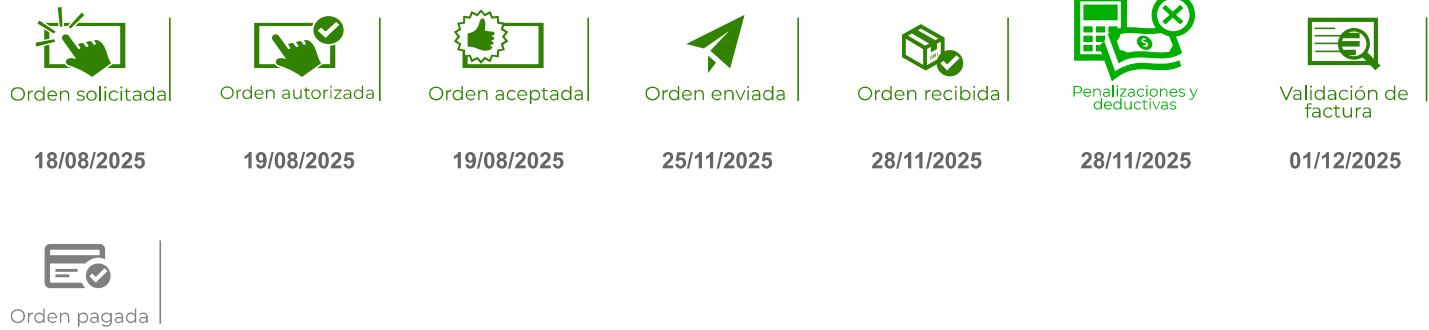 Orden solicitada
Orden autorizada
Orden aceptada
Orden enviada
Orden recibida
Penalizaciones y
deductivas
Validación de
factura
18/08/2025
19/08/2025
19/08/2025
25/11/2025
28/11/2025
28/11/2025
01/12/2025
Orden pagada